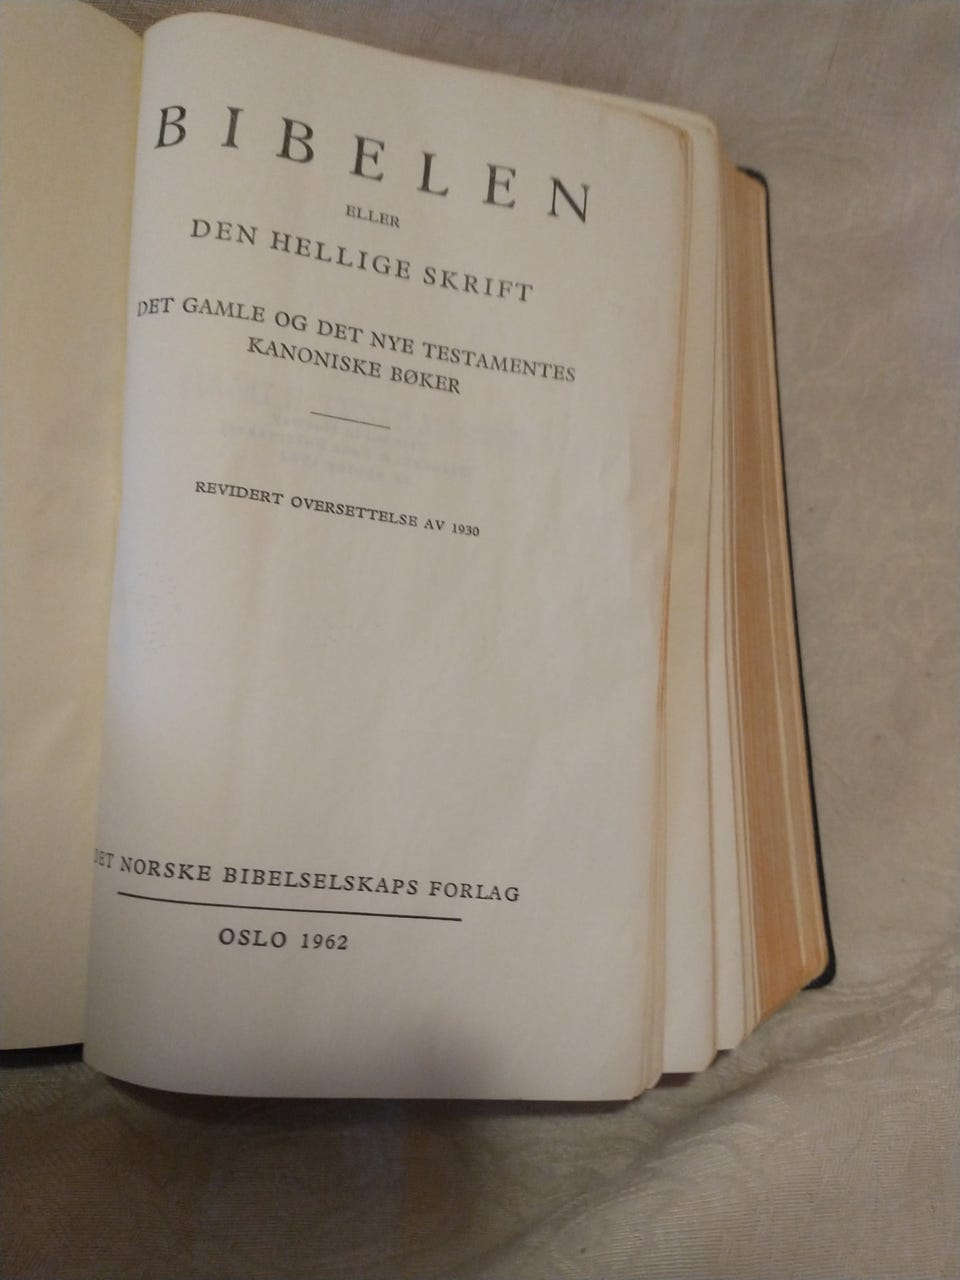 BIBELEN
ELLER
DEN HELLIGE SKRIFT
DET GAMLE OG DET NYE TESTAMENTES
KANONISKE BØKER
REVIDERT OVERSETTELSE AV 1930
DET NORSKE BIBELSELSKAPS FORLAG
OSLO 1962